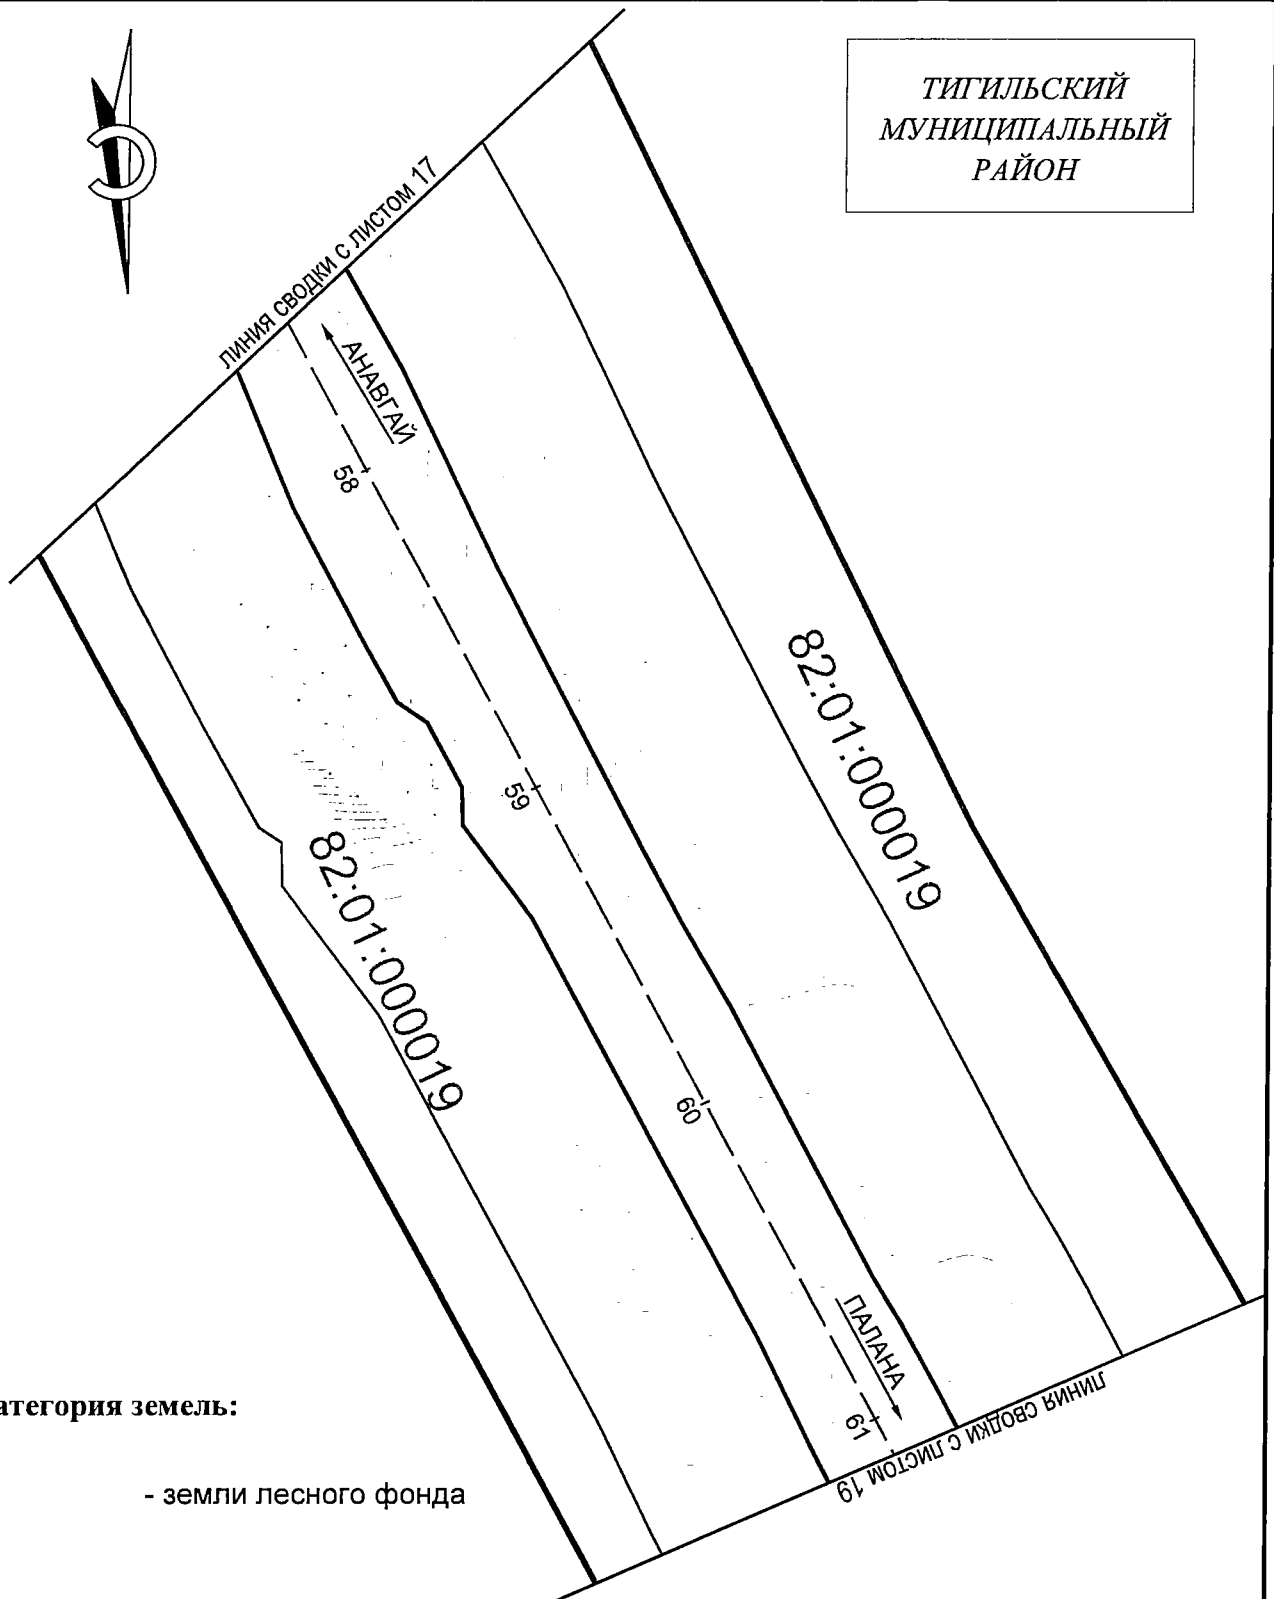 ТИГИЛЬСКИЙ
МУНИЦИПАЛЬНЫЙ
РАЙОН
С
ЛИНИЯ СВОДКИ С ЛИСТОМ 17
АНАВГАЙ
58
82:01:000019
59
82:01:000019
60
ПАЛАНА
61
ЛИНИЯ СВОДКИ С ЛИСТОМ 19
атегория земель:
- земли лесного фонда